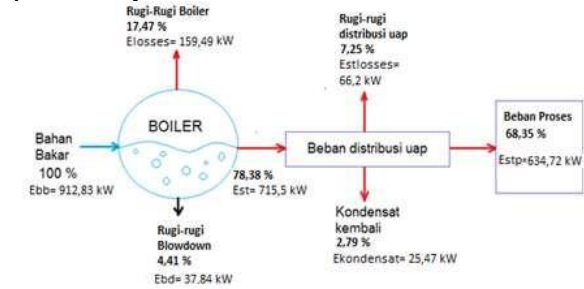 Rugi-Rugi Boiler
17,47 %
Elosses= 159,49 kW
Rugi-rugi
distribusi uap
7,25 %
Estlosses=
66,2 kW
BOILER
Bahan
Bakar
100 %
Ebb= 912,83 kW
78,38 %
Est= 715,5 kW
Beban distribusi uap
Beban Proses
68,35 %
Estp=634,72 kW
Rugi-rugi
Blowdown
4,41 %
Ebd= 37.84 kW
Kondensat
kembali
2,79 %
Ekondensat= 25,47 kW